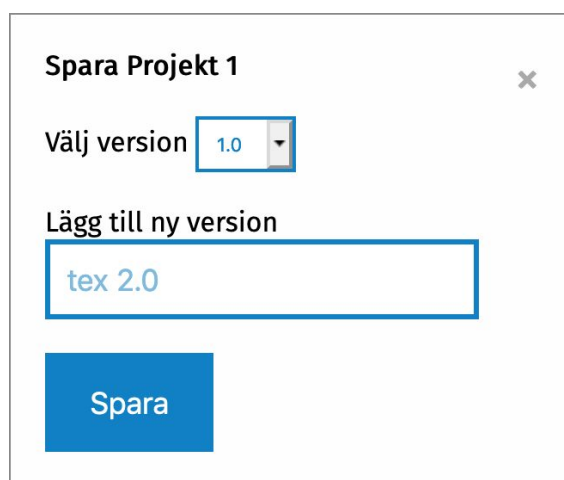 Spara Projekt 1
×
Välj version 1.0
Lägg till ny version
tex 2.0
Spara